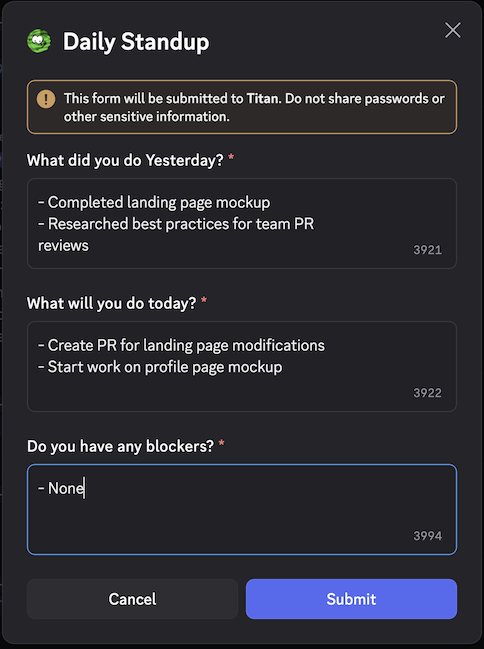 Daily Standup
This form will be submitted to Titan. Do not share passwords or
other sensitive information.
What did you do Yesterday? *
- Completed landing page mockup
- Researched best practices for team PR
reviews
3921
What will you do today? *
- Create PR for landing page modifications
- Start work on profile page mockup
3922
Do you have any blockers? *
- None
3994
Cancel
Submit